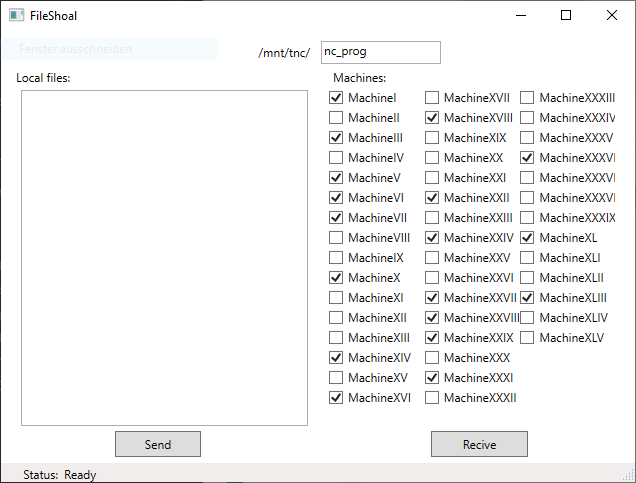 FileShoal
Fenster ausschneiden
/mnt/tnc/ nc_prog
Local files:
Machines:
MachineI
MachineII
MachineIII
MachineIV
MachineV
MachineVI
MachineVII
MachineVIII
MachineIX
MachineX
MachineXI
MachineXII
MachineXIII
MachineXIV
MachineXV
MachineXVI
MachineXVII
MachineXVIII
MachineXIX
MachineXX
MachineXXI
MachineXXII
MachineXXIII
MachineXXIV
MachineXXV
MachineXXVI
MachineXXVII
MachineXXVIII
MachineXXIX
MachineXXX
MachineXXXI
MachineXXXII
MachineXXXIII
MachineXXXIV
MachineXXXV
MachineXXXVI
MachineXXXVI
MachineXXXVI
MachineXXXIX
MachineXL
MachineXLI
MachineXLII
MachineXLIII
MachineXLIV
MachineXLV
Send
Recive
Status: Ready